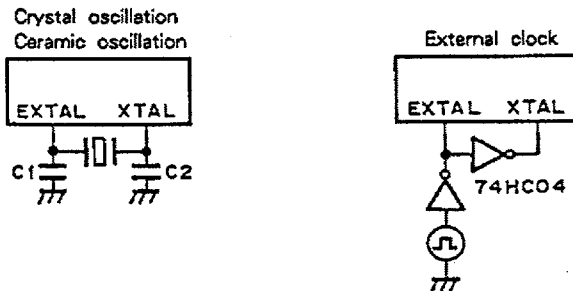 Crystal oscillation
Ceramic oscillation
EXTAL XTAL
C1 C2
External clock
EXTAL XTAL
74HC04